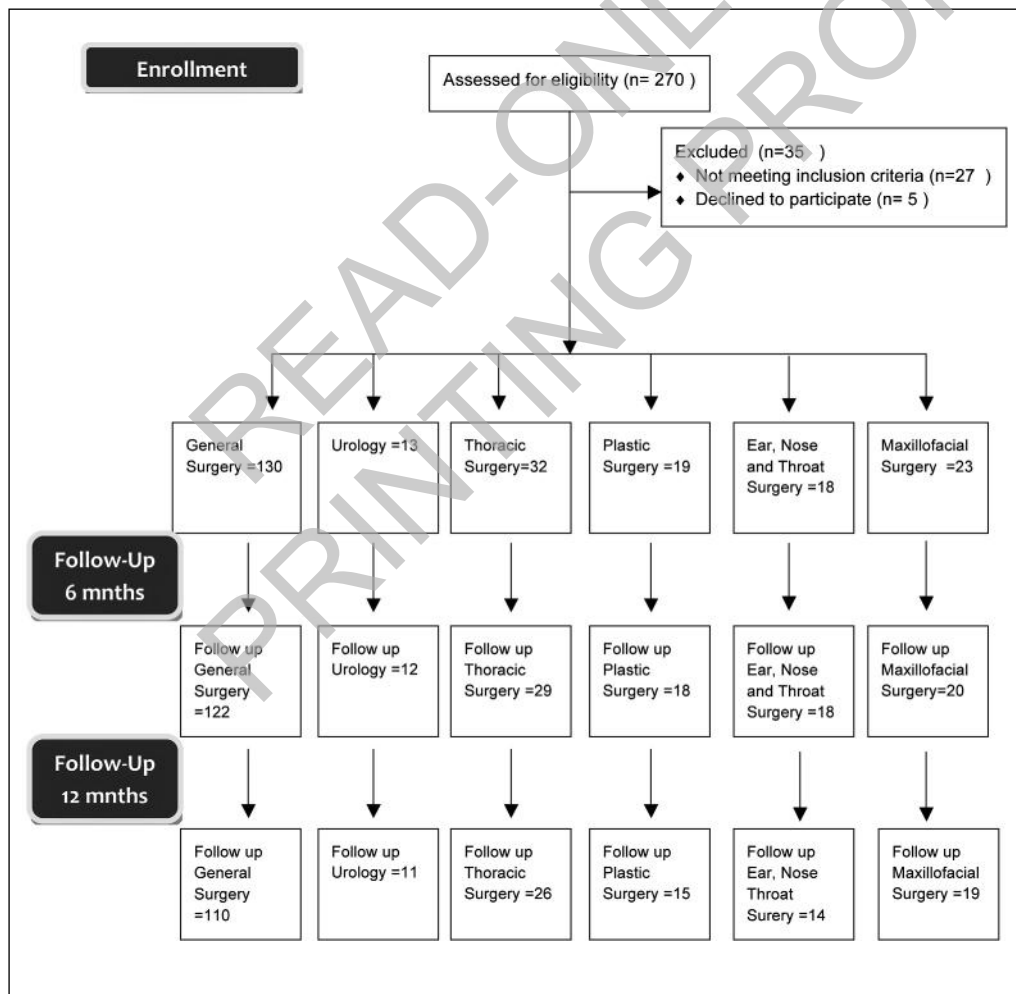 Enrollment
Assessed for eligibility (n= 270 )
Excluded (n=35 )
♦ Not meeting inclusion criteria (n=27 )
♦ Declined to participate (n= 5 )
General
Surgery =130
Urology =13
Thoracic
Surgery=32
Plastic
Surgery =19
Ear, Nose
and Throat
Surgery =18
Maxillofacial
Surgery =23
Follow-Up
6 mnths
Follow up
General
Surgery
=122
Follow up
Urology =12
Follow up
Thoracic
Surgery =29
Follow up
Plastic
Surgery =18
Follow up
Ear, Nose
and Throat
Surgery =18
Follow up
Maxillofacial
Surgery=20
Follow-Up
12 mnths
Follow up
General
Surgery
=110
Follow up
Urology =11
Follow up
Thoracic
Surgery =26
Follow up
Plastic
Surgery =15
Follow up
Ear, Nose
Throat
Surery =14
Follow up
Maxillofacial
Surgery =19
READ-ONL
PRINTING PRO